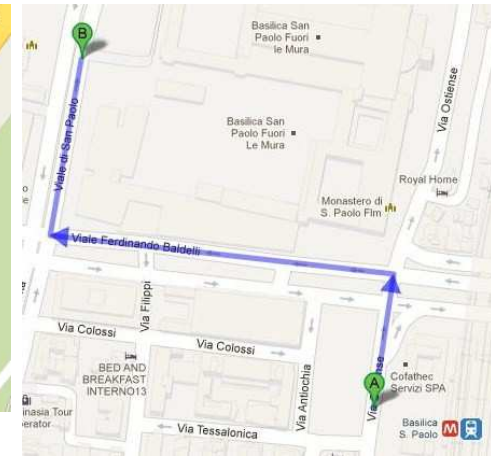 B
Basilica San
Paolo Fuori
le Mura
Via Ostiense
Viale di San Paolo
Basilica San
Paolo Fuori
Le Mura
Royal Home
Monastero di
S. Paolo Flm
Viale Ferdinando Baldelli
Via Filippi
Via Colossi
Via Colossi
Via Antiochia
BED AND
BREAKFAST
INTERNO13
A
Cofathec
Servizi SPA
Via Tessalonica
Basilica
S. Paolo
M